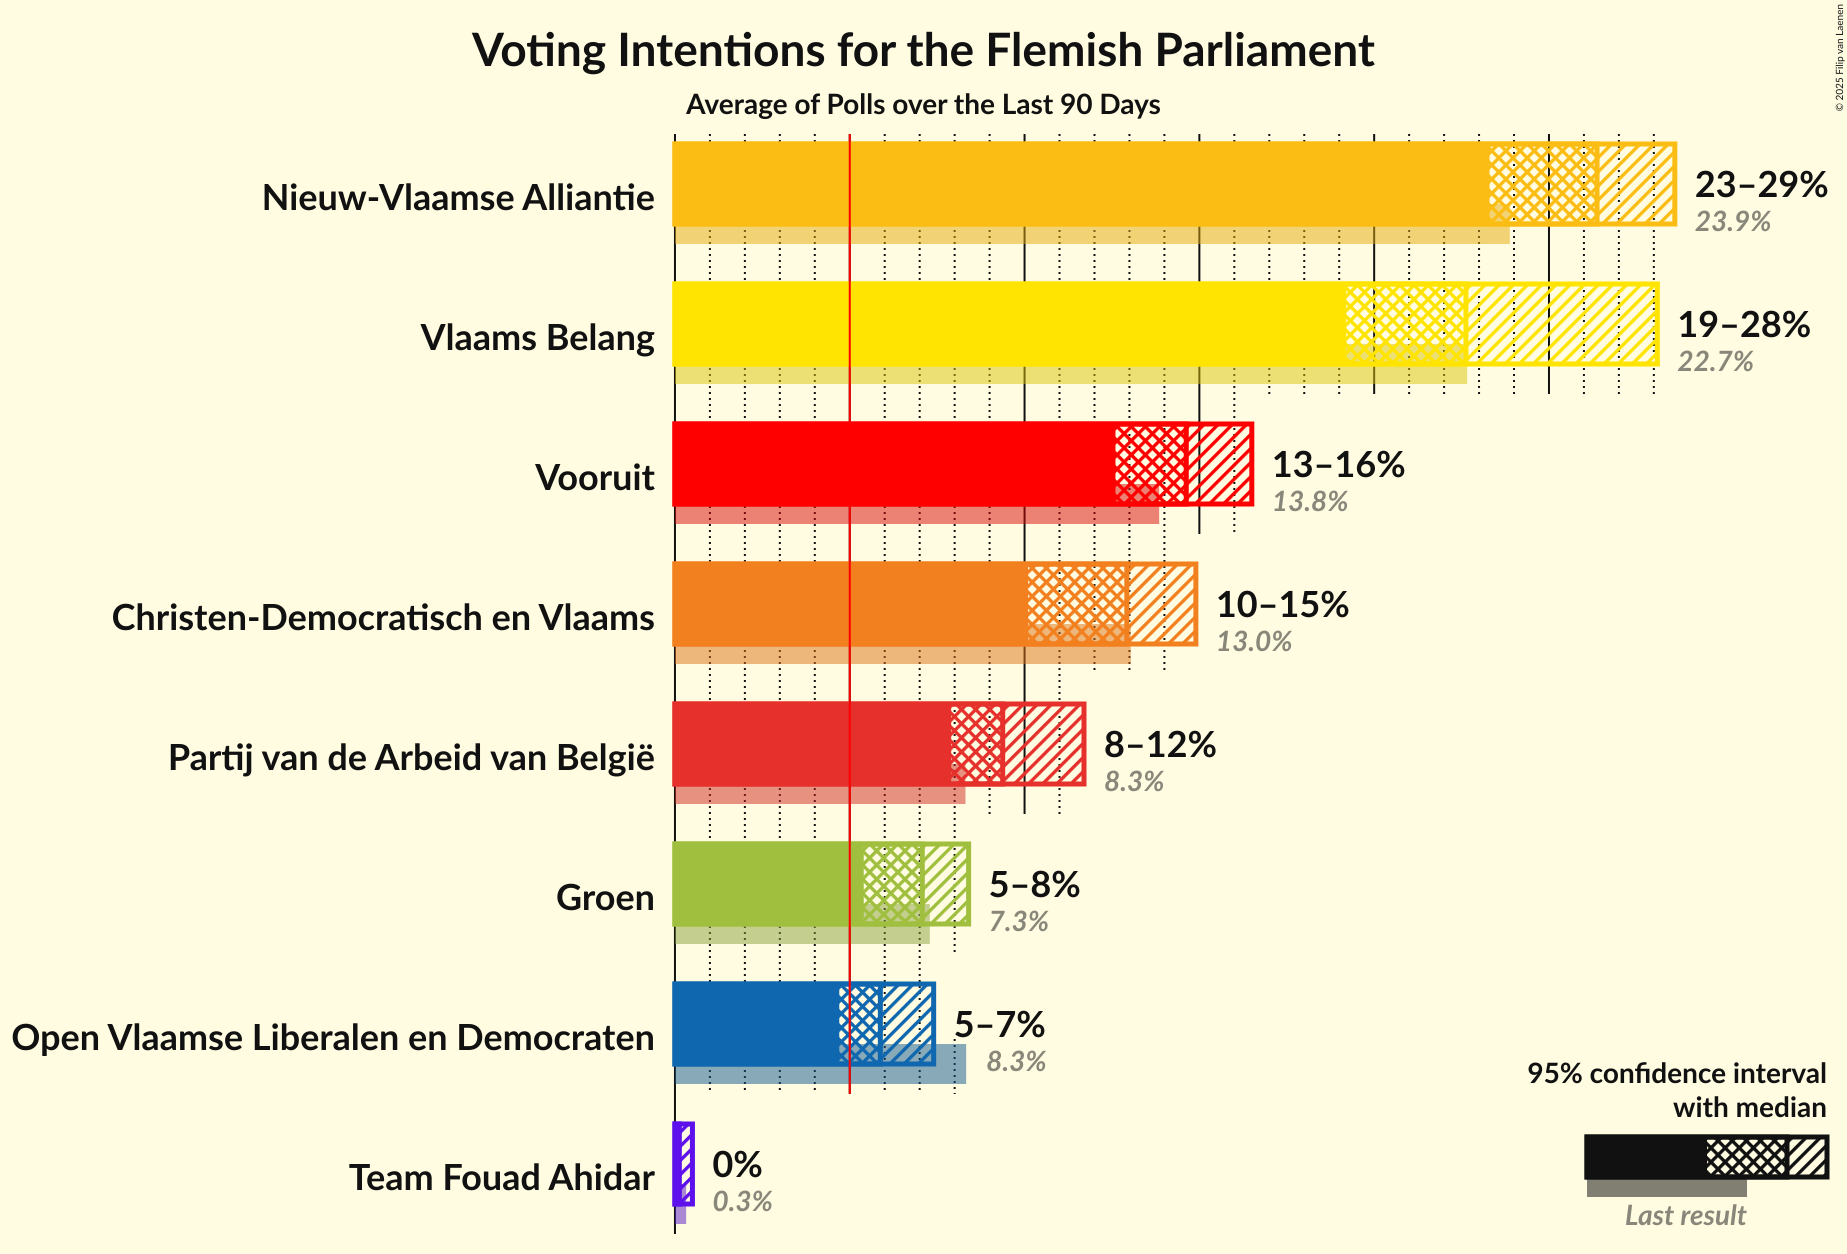 © 2025 Filip van Laenen
Voting Intentions for the Flemish Parliament
Average of Polls over the Last 90 Days
Nieuw-Vlaamse Alliantie
23–29%
23.9%
Vlaams Belang
19–28%
22.7%
Vooruit
13–16%
13.8%
Christen-Democratisch en Vlaams
10–15%
13.0%
Partij van de Arbeid van België
8–12%
8.3%
Groen
5–8%
7.3%
Open Vlaamse Liberalen en Democraten
5–7%
8.3%
Team Fouad Ahidar
0%
0.3%
95% confidence interval
with median
Last result